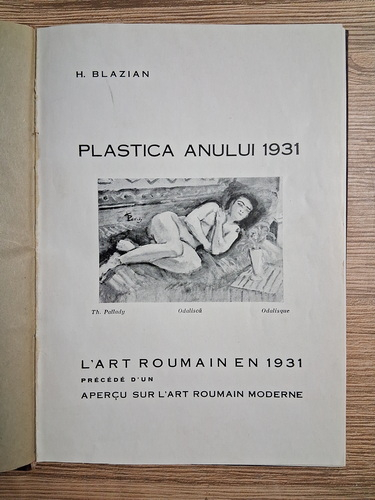 H. BLAZIAN
PLASTICA ANULUI 1931
Th. Pallady Odaliscă Odalisque
L'ART ROUMAIN EN 1931
PRÉCÉDÉ D'UN
APERÇU SUR L'ART ROUMAIN MODERNE